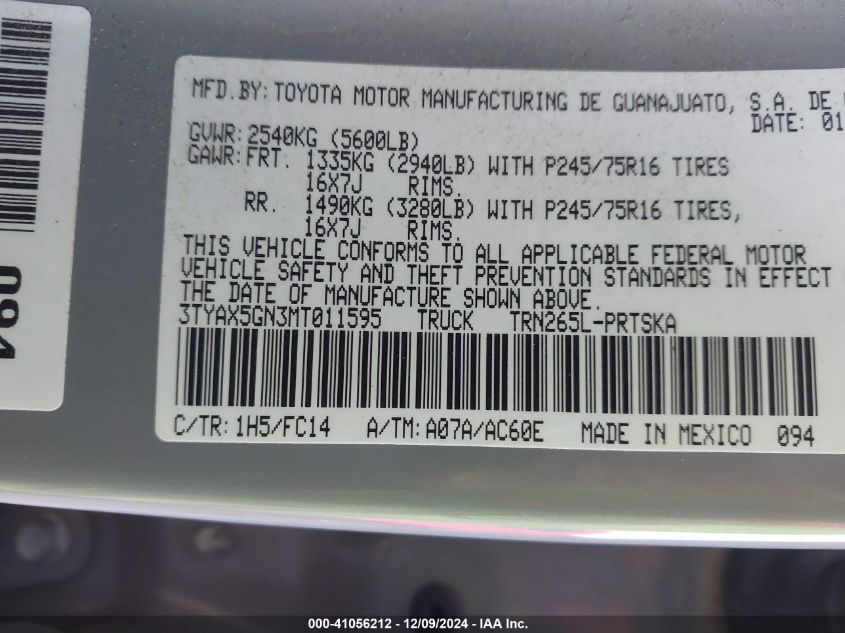 MFD.BY: TOYOTA MOTOR MANUFACTURING DE GUANAJUATO, S.A. DE
DATE: 01
GVWR: 2540KG (5600LB)
GAWR: FRT. 1335KG (2940LB) WITH P245/75R16 TIRES
16X7J RIMS.
RR. 1490KG (3280LB) WITH P245/75R16 TIRES,
16X7J RIMS.
THIS VEHICLE CONFORMS TO ALL APPLICABLE FEDERAL MOTOR
VEHICLE SAFETY AND THEFT PREVENTION STANDARDS IN EFFECT
THE DATE OF MANUFACTURE SHOWN ABOVE.
3TYAX5GN3MT011595 TRUCK TRN265L-PRTSKA
C/TR: 1H5/FC14 A/TM: A07A/AC60E MADE IN MEXICO 094
094
000-41056212 - 12/09/2024 - IAA Inc.